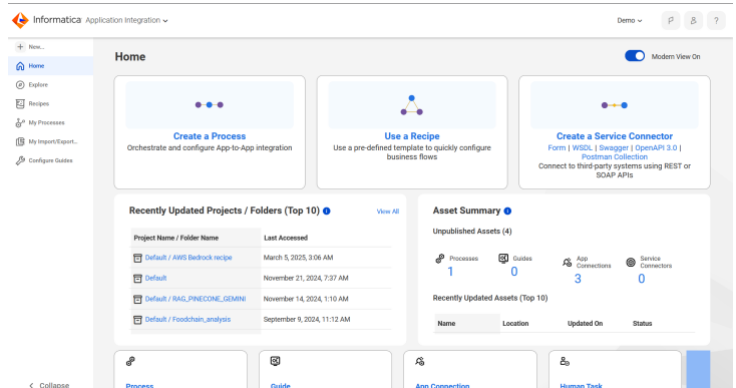 Informatica Application Integration
Demo
?
New...
Home
Explore
Recipes
My Processes
My Import/Export...
Configure Guides
Collapse
Home
Modern View On
Create a Process
Orchestrate and configure App-to-App integration
Use a Recipe
Use a pre-defined template to quickly configure
business flows
Create a Service Connector
Form | WSDL | Swagger | OpenAPI 3.0 |
Postman Collection
Connect to third-party systems using REST or
SOAP APIs
Recently Updated Projects / Folders (Top 10)
View All
Project Name / Folder Name Last Accessed
Default / AWS Bedrock recipe March 5, 2025, 3:06 AM
Default November 21, 2024, 7:37 AM
Default / RAG_PINECONE_GEMINI November 14, 2024, 1:10 AM
Default / Foodchain_analysis September 9, 2024, 11:12 AM
Asset Summary
Unpublished Assets (4)
Processes
1
Guides
0
App
Connections
3
Service
Connectors
0
Recently Updated Assets (Top 10)
Name Location Updated On Status
Process
Guide
App Connection
Human Task